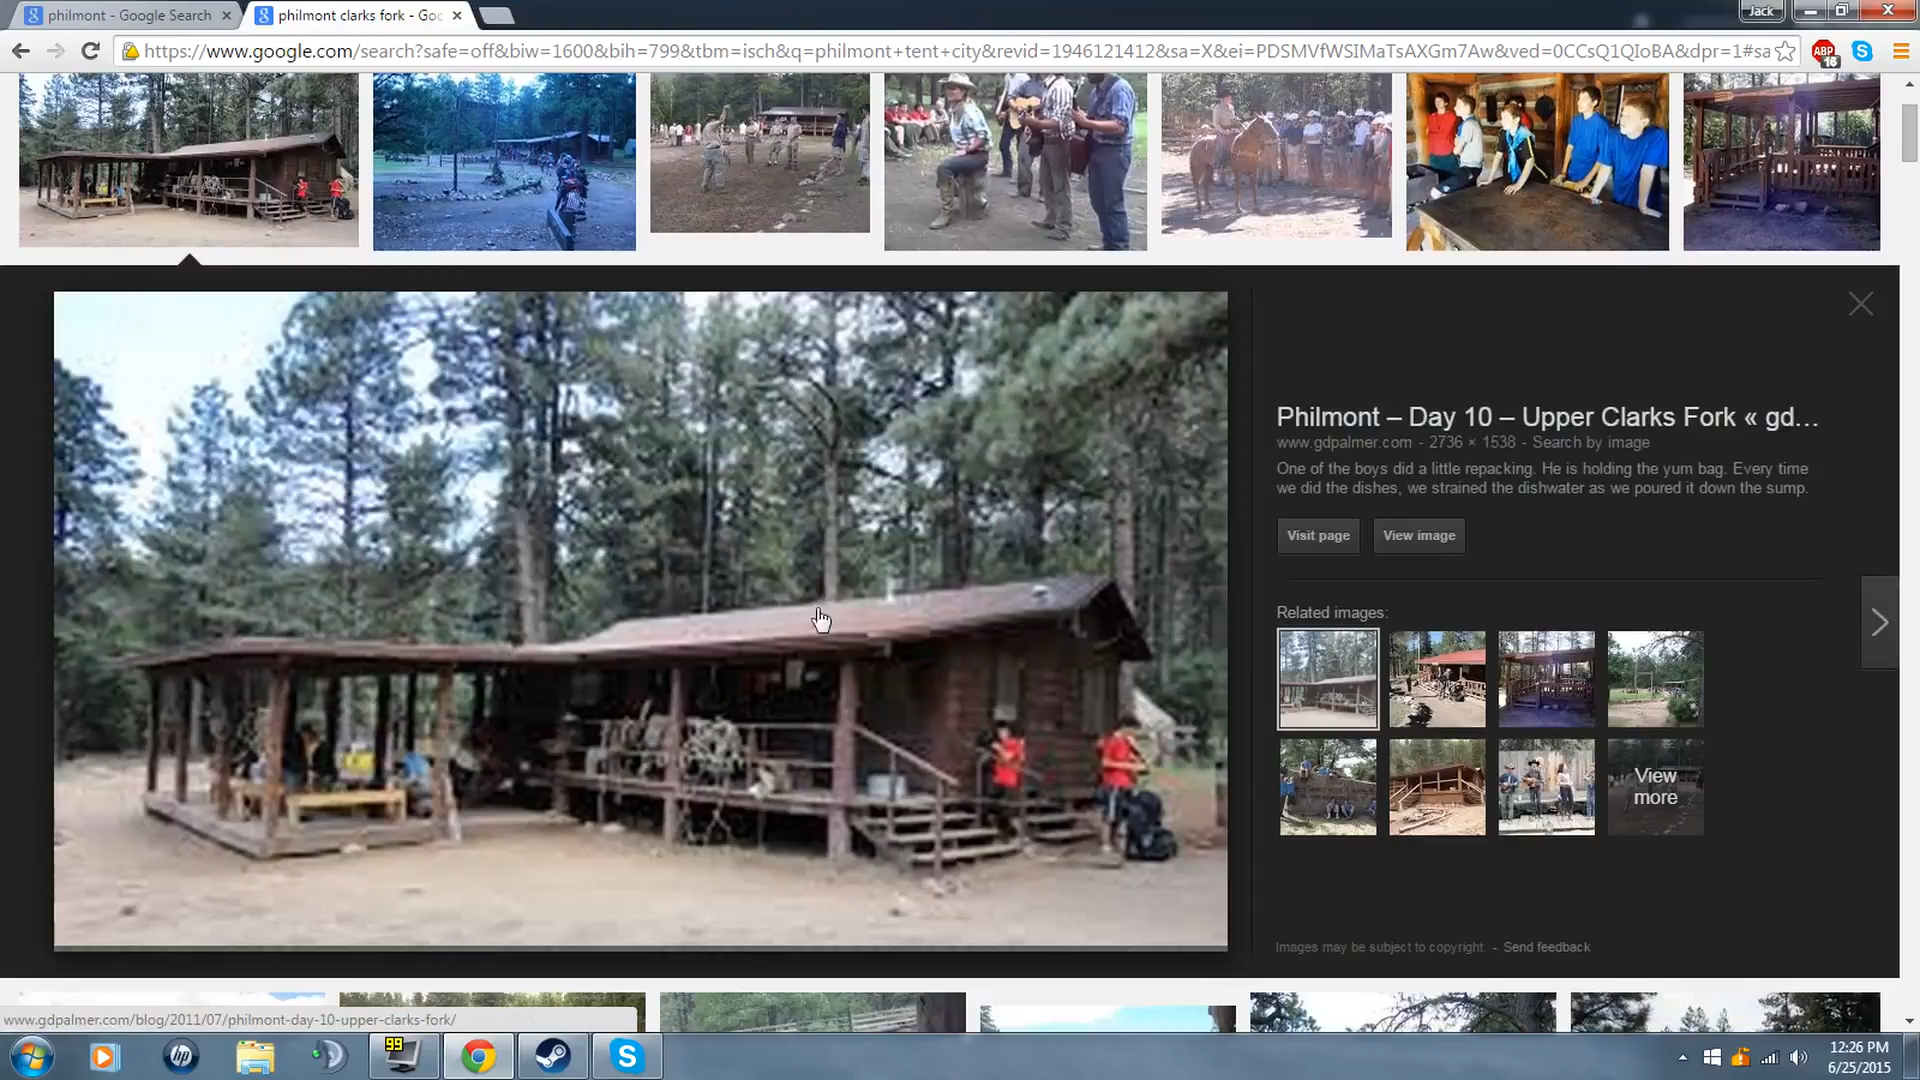 philmont - Google Search
philmont clarks fork - Goo
Jack
https://www.google.com/search?safe=off&biw=1600&bih=799&tbm=isch&q=philmont+tent+city&revid=1946121412&sa=X&ei=PDSMVfWSIMaTsAXGm7Aw&ved=0CCsQ1QIoBA&dpr=1#sa
ABP
16
Philmont – Day 10 – Upper Clarks Fork « gd...
www.gdpalmer.com - 2736 × 1538 - Search by image
One of the boys did a little repacking. He is holding the yum bag. Every time
we did the dishes, we strained the dishwater as we poured it down the sump.
Visit page
View image
Related images:
View
more
Images may be subject to copyright. - Send feedback
www.gdpalmer.com/blog/2011/07/philmont-day-10-upper-clarks-fork/
99
hp
12:26 PM
6/25/2015